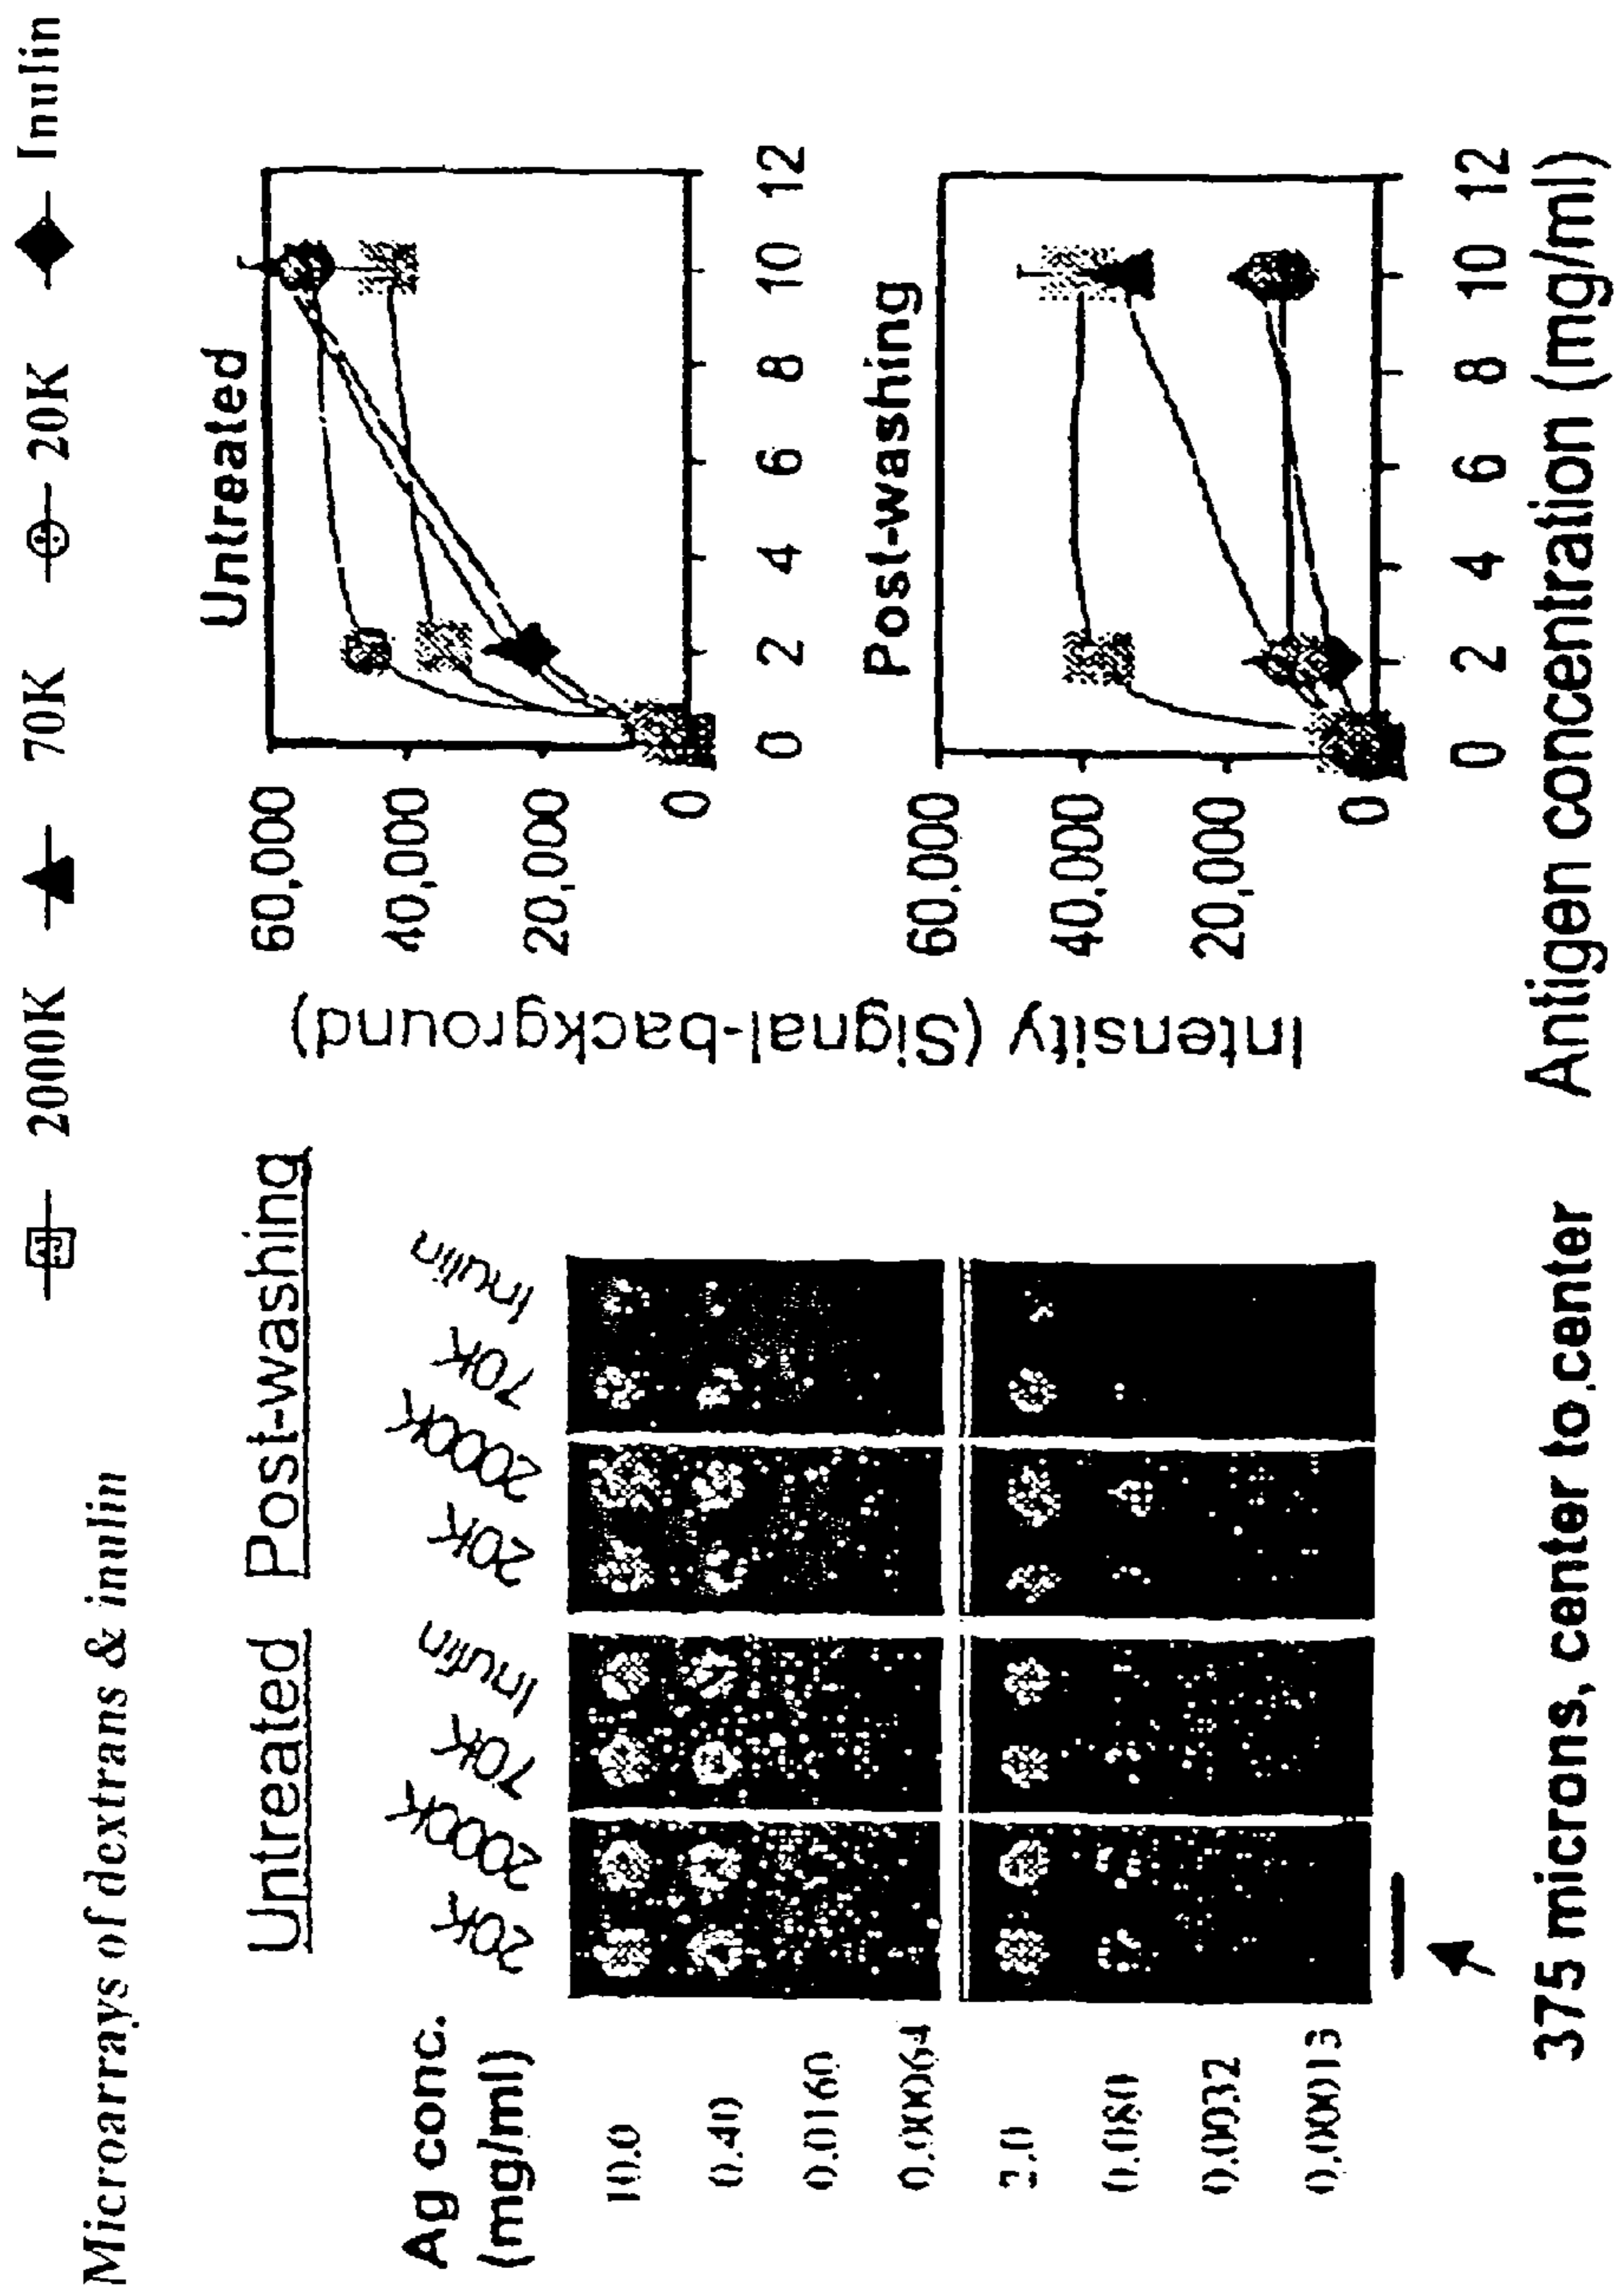 Microarrays of dextrans & inulin
2000K 70K 20K Inulin
Untreated Post-washing
Ag conc.
(mg/ml)
20K 2000K 70K Inulin 20K 2000K 70K Inulin
10.0
0.40
0.0160
0.00064
2.0
0.080
0.0032
0.00013
375 microns, center to center
Intensity (Signal-background)
Untreated
60,000
40,000
20,000
0
0 2 4 6 8 10 12
Post-washing
60,000
40,000
20,000
0
0 2 4 6 8 10 12
Antigen concentration (mg/ml)